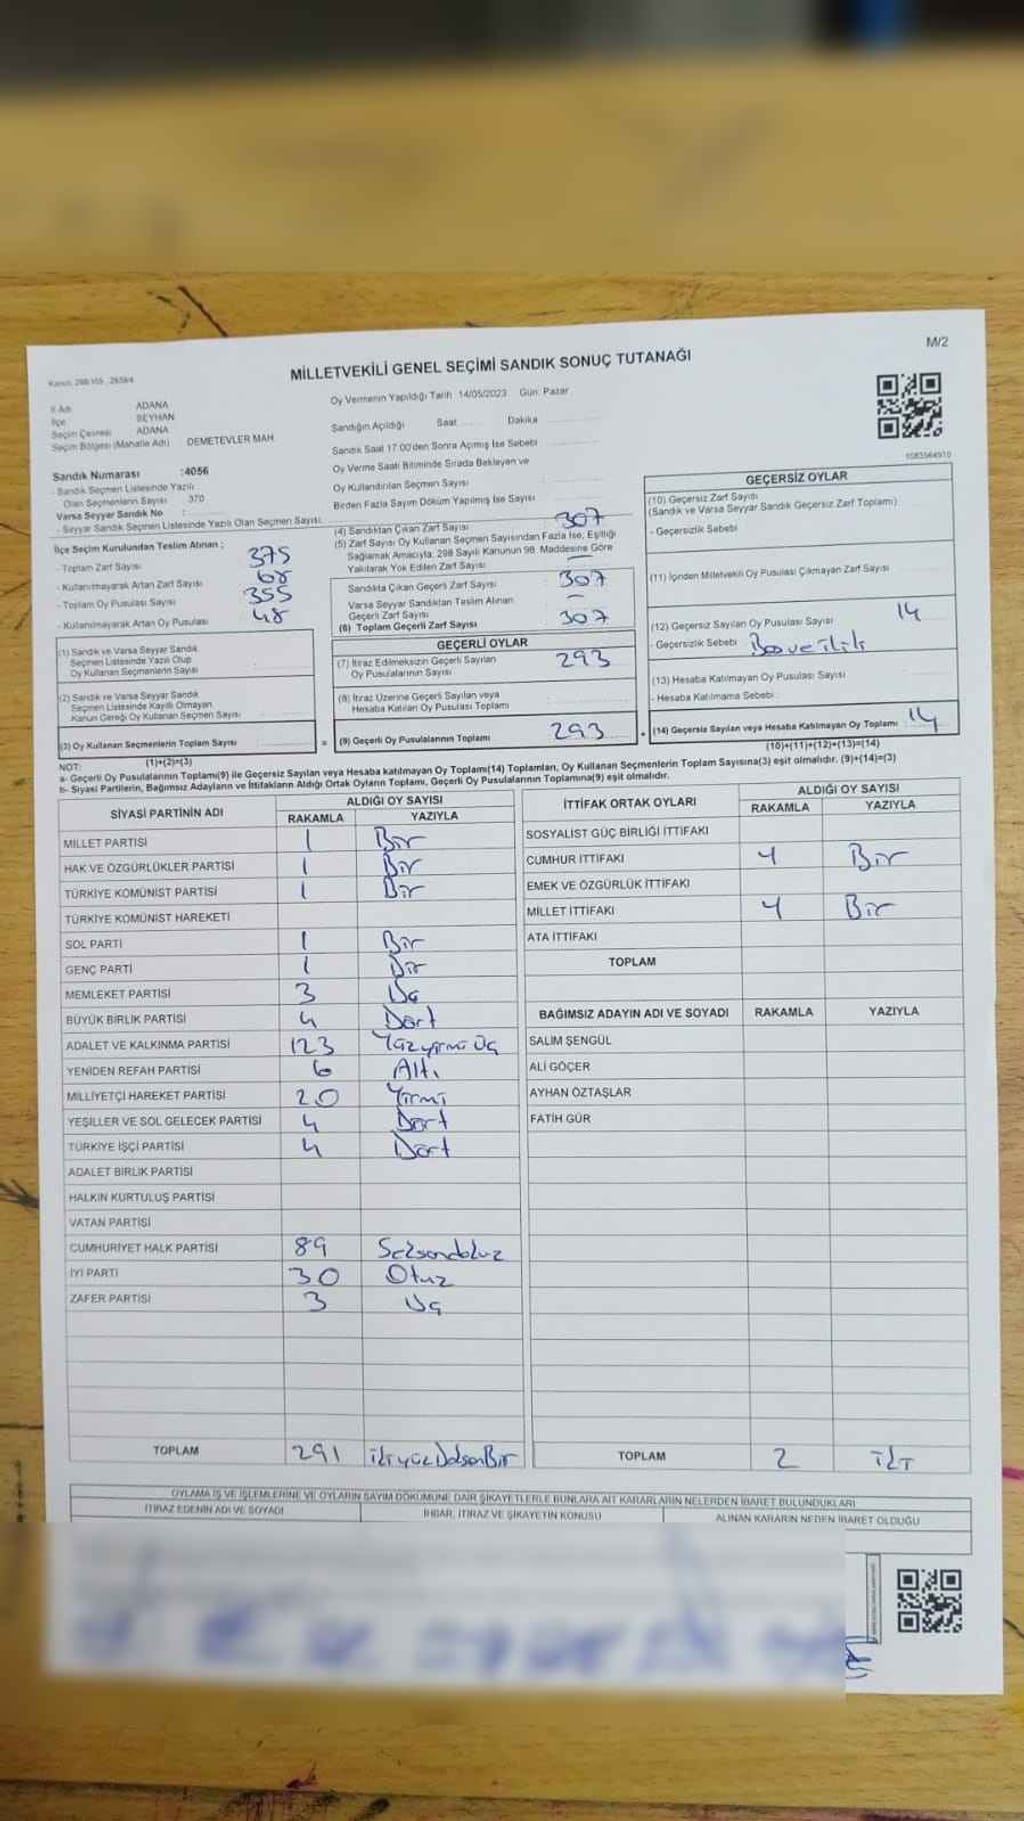 M/2
MİLLETVEKİLİ GENEL SEÇİMİ SANDIK SONUÇ TUTANAĞI
İl Adı ADANA
İlçe SEYHAN
Seçim Çevresi ADANA
Seçim Bölgesi (Mahalle Adı) DEMETEVLER MAH.
Sandık Numarası :4056
- Sandık Seçmen Listesinde Yazılı
Olan Seçmenlerin Sayısı 370
Varsa Seyyar Sandık No :
- Seyyar Sandık Seçmen Listesinde Yazılı Olan Seçmen Sayısı:
Oy Vermenin Yapıldığı Tarih 14/05/2023 Gün: Pazar
Sandığın Açıldığı Saat Dakika
Sandık Saat 17:00'den Sonra Açmış İse Sebebi
Oy Verme Saati Bitiminde Sırada Bekleyen ve
Oy Kullandırılan Seçmen Sayısı
Birden Fazla Sayım Döküm Yapılmış İse Sayısı
İlçe Seçim Kurulundan Teslim Alınan ;
- Toplam Zarf Sayısı 375
- Kullanılmayarak Artan Zarf Sayısı 68
- Toplam Oy Pusulası Sayısı 355
- Kullanılmayarak Artan Oy Pusulası 48
(1) Sandık ve Varsa Seyyar Sandık
Seçmen Listesinde Yazılı Olup
Oy Kullanan Seçmenlerin Sayısı
(2) Sandık ve Varsa Seyyar Sandık
Seçmen Listesinde Kayıtlı Olmayan
Kanun Gereği Oy Kullanan Seçmen Sayısı
(3) Oy Kullanan Seçmenlerin Toplam Sayısı
(1)+(2)=(3)
(4) Sandıktan Çıkan Zarf Sayısı 307
(5) Zarf Sayısı Oy Kullanan Seçmen Sayısından Fazla İse, Eşitliği
Sağlamak Amacıyla; 298 Sayılı Kanunun 98. Maddesine Göre
Yakılarak Yok Edilen Zarf Sayısı —
Sandıkta Çıkan Geçerli Zarf Sayısı 307
Varsa Seyyar Sandıktan Teslim Alınan
Geçerli Zarf Sayısı —
(6) Toplam Geçerli Zarf Sayısı 307
GEÇERLİ OYLAR
(7) İtiraz Edilmeksizin Geçerli Sayılan
Oy Pusulalarının Sayısı 293
(8) İtiraz Üzerine Geçerli Sayılan veya
Hesaba Katılan Oy Pusulası Toplamı
= (9) Geçerli Oy Pusulalarının Toplamı 293
GEÇERSİZ OYLAR
(10) Geçersiz Zarf Sayısı
(Sandık ve Varsa Seyyar Sandık Geçersiz Zarf Toplamı)
- Geçersizlik Sebebi
(11) İçinden Milletvekili Oy Pusulası Çıkmayan Zarf Sayısı
(12) Geçersiz Sayılan Oy Pusulası Sayısı 14
- Geçersizlik Sebebi
(13) Hesaba Katılmayan Oy Pusulası Sayısı
- Hesaba Katılmama Sebebi
+ (14) Geçersiz Sayılan veya Hesaba Katılmayan Oy Toplamı 14
(10)+(11)+(12)+(13)=(14)
NOT:
a- Geçerli Oy Pusulalarının Toplamı(9) ile Geçersiz Sayılan veya Hesaba katılmayan Oy Toplamı(14) Toplamları, Oy Kullanan Seçmenlerin Toplam Sayısına(3) eşit olmalıdır. (9)+(14)=(3)
b- Siyasi Partilerin, Bağımsız Adayların ve İttifakların Aldığı Ortak Oyların Toplamı, Geçerli Oy Pusulalarının Toplamına(9) eşit olmalıdır.
SİYASİ PARTİNİN ADI ALDIĞI OY SAYISI
RAKAMLA YAZIYLA
MİLLET PARTİSİ 1 Bir
HAK VE ÖZGÜRLÜKLER PARTİSİ 1 Bir
TÜRKİYE KOMÜNİST PARTİSİ 1 Bir
TÜRKİYE KOMÜNİST HAREKETİ
SOL PARTİ 1 Bir
GENÇ PARTİ 1 Bir
MEMLEKET PARTİSİ 3 Üç
BÜYÜK BİRLİK PARTİSİ 4 Dört
ADALET VE KALKINMA PARTİSİ 123 Yüzyirmi Üç
YENİDEN REFAH PARTİSİ 6 Altı
MİLLİYETÇİ HAREKET PARTİSİ 20 Yirmi
YEŞİLLER VE SOL GELECEK PARTİSİ 4 Dört
TÜRKİYE İŞÇİ PARTİSİ 4 Dört
ADALET BİRLİK PARTİSİ
HALKIN KURTULUŞ PARTİSİ
VATAN PARTİSİ
CUMHURİYET HALK PARTİSİ 89 Seksendokuz
İYİ PARTİ 30 Otuz
ZAFER PARTİSİ 3 Üç
TOPLAM 291
İTTİFAK ORTAK OYLARI ALDIĞI OY SAYISI
RAKAMLA YAZIYLA
SOSYALİST GÜÇ BİRLİĞİ İTTİFAKI
CUMHUR İTTİFAKI Bir
EMEK VE ÖZGÜRLÜK İTTİFAKI
MİLLET İTTİFAKI Bir
ATA İTTİFAKI
TOPLAM
BAĞIMSIZ ADAYIN ADI VE SOYADI RAKAMLA YAZIYLA
SALİM ŞENGÜL
ALİ GÖÇER
AYHAN ÖZTAŞLAR
FATİH GÜR
TOPLAM 2 İki
OYLAMA İŞ VE İŞLEMLERİNE VE OYLARIN SAYIM DÖKÜMÜNE DAİR ŞİKAYETLERLE BUNLARA AİT KARARLARIN NELERDEN İBARET BULUNDUKLARI
İTİRAZ EDENİN ADI VE SOYADI İHBAR, İTİRAZ VE ŞİKAYETİN KONUSU ALINAN KARARIN NEDEN İBARET OLDUĞU